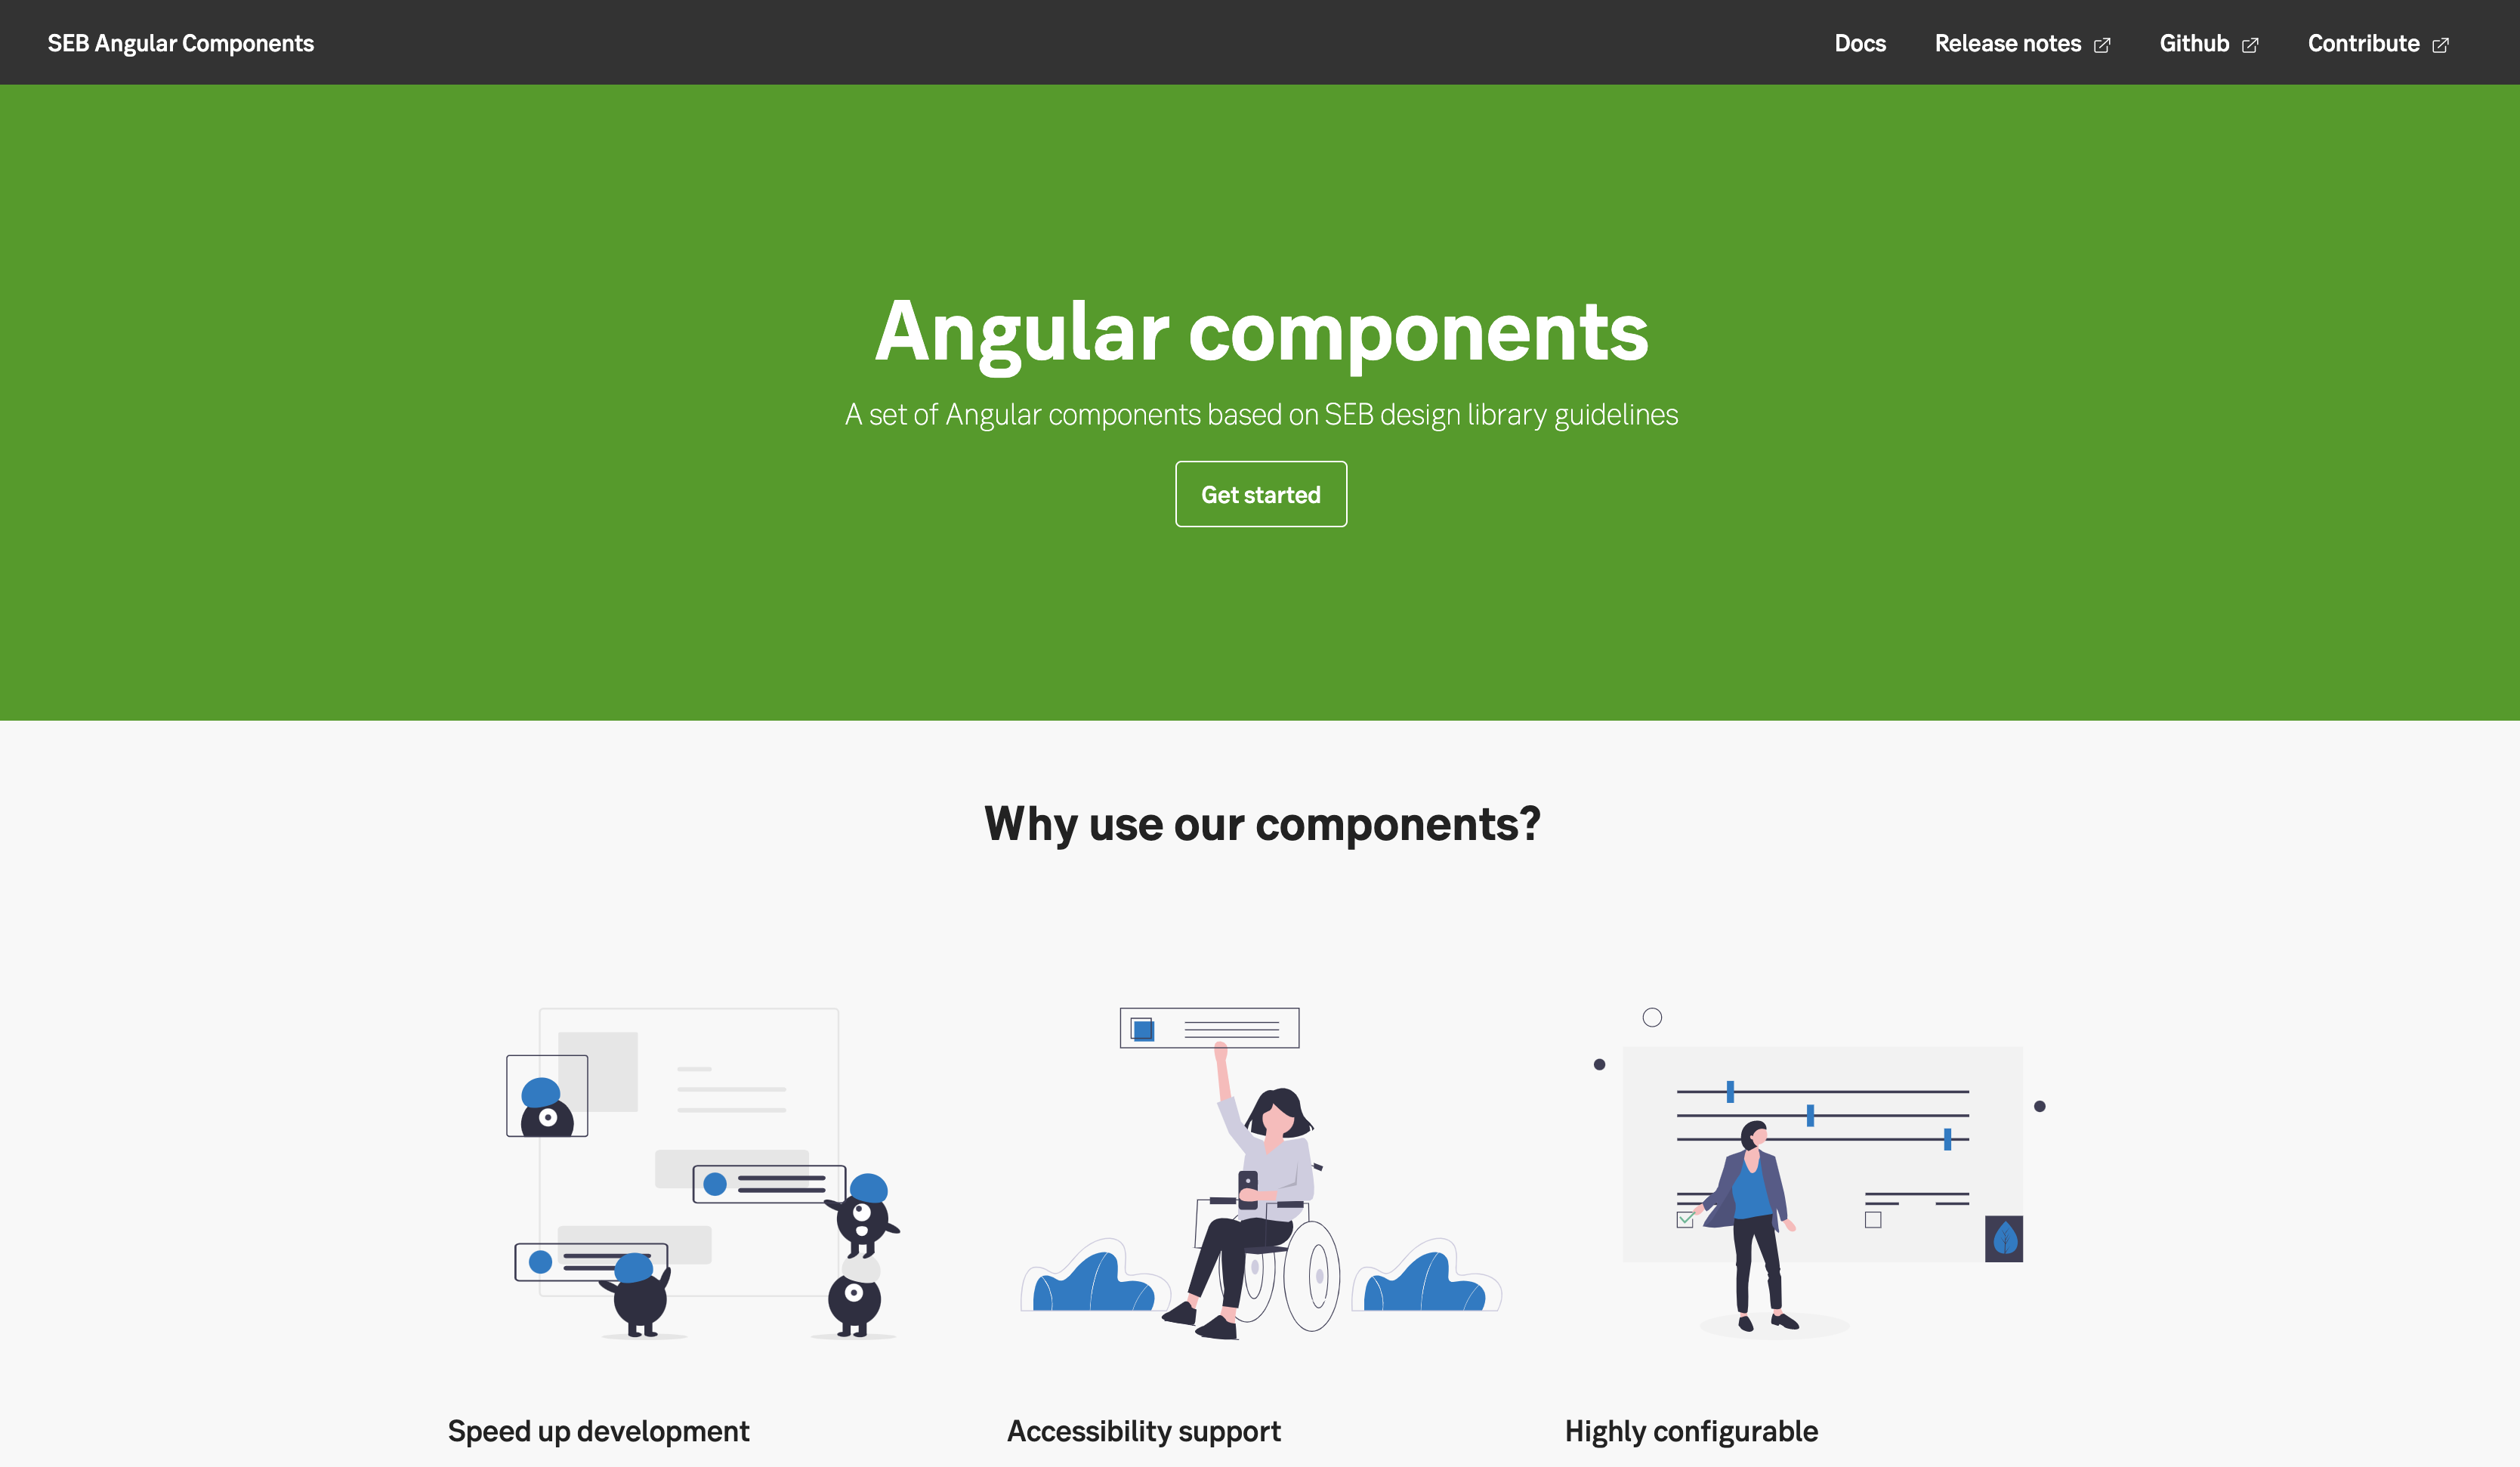 SEB Angular Components
Docs
Release notes
Github
Contribute
Angular components
A set of Angular components based on SEB design library guidelines
Get started
Why use our components?
Speed up development
Accessibility support
Highly configurable